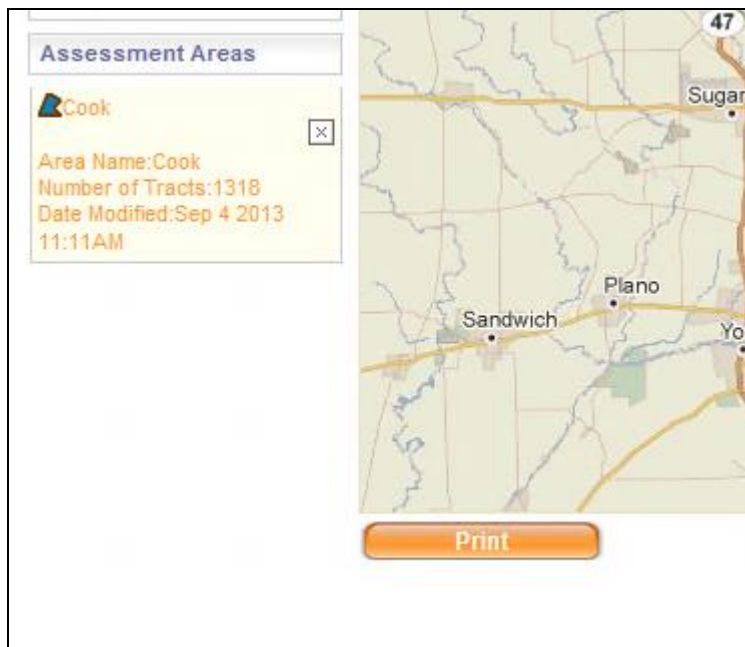 Assessment Areas
Cook
Area Name:Cook
Number of Tracts:1318
Date Modified:Sep 4 2013
11:11AM
47
Sugar
Plano
Sandwich
Yo
Print